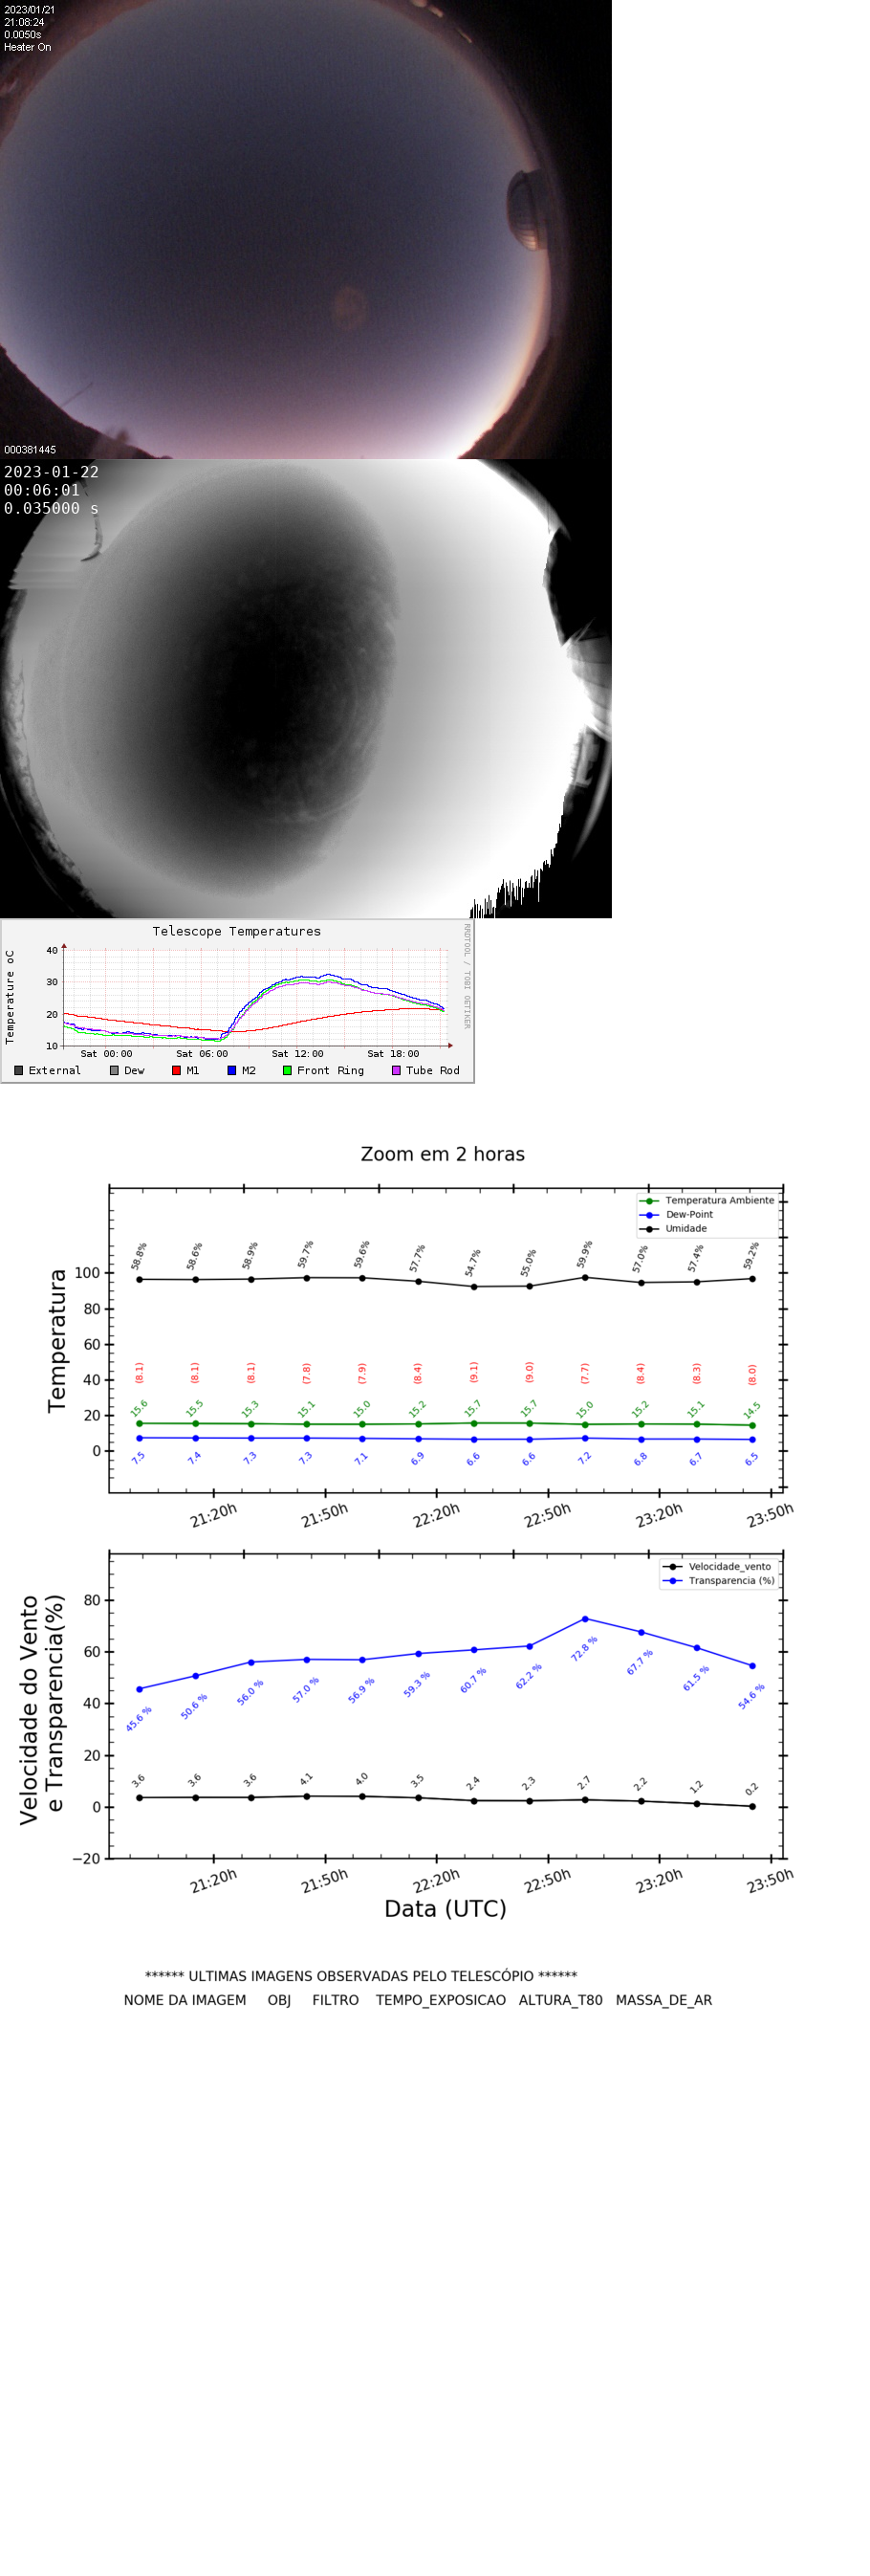 2023/01/21
21:08:24
0.0050s
Heater On
000381445
2023-01-22
00:06:01
0.035000 s
Telescope Temperatures
RRDTOOL / TOBI OETIKER
Temperature oC
40
30
20
10
Sat 00:00 Sat 06:00 Sat 12:00 Sat 18:00
External Dew M1 M2 Front Ring Tube Rod
Zoom em 2 horas
Temperatura Ambiente
Dew-Point
Umidade
Temperatura
100
80
60
40
20
0
58.8% 58.6% 58.9% 59.7% 59.6% 57.7% 54.7% 55.0% 59.9% 57.0% 57.4% 59.2%
(8.1) (8.1) (8.1) (7.8) (7.9) (8.4) (9.1) (9.0) (7.7) (8.4) (8.3) (8.0)
15.6 15.5 15.3 15.1 15.0 15.2 15.7 15.7 15.0 15.2 15.1 14.5
7.5 7.4 7.3 7.3 7.1 6.9 6.6 6.6 7.2 6.8 6.7 6.5
21:20h 21:50h 22:20h 22:50h 23:20h 23:50h
Velocidade_vento
Transparencia (%)
Velocidade do Vento
e Transparencia(%)
80
60
40
20
0
−20
45.6 % 50.6 % 56.0 % 57.0 % 56.9 % 59.3 % 60.7 % 62.2 % 72.8 % 67.7 % 61.5 % 54.6 %
3.6 3.6 3.6 4.1 4.0 3.5 2.4 2.3 2.7 2.2 1.2 0.2
21:20h 21:50h 22:20h 22:50h 23:20h 23:50h
Data (UTC)
****** ULTIMAS IMAGENS OBSERVADAS PELO TELESCÓPIO ******
NOME DA IMAGEM OBJ FILTRO TEMPO_EXPOSICAO ALTURA_T80 MASSA_DE_AR